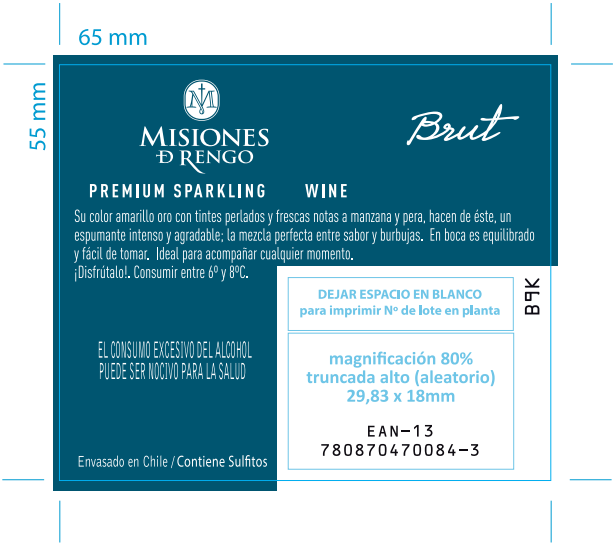 65 mm
55 mm
M
MISIONES
D RENGO
Brut
PREMIUM SPARKLING WINE
Su color amarillo oro con tintes perlados y frescas notas a manzana y pera, hacen de éste, un
espumante intenso y agradable; la mezcla perfecta entre sabor y burbujas. En boca es equilibrado
y fácil de tomar. Ideal para acompañar cualquier momento.
¡Disfrútalo!. Consumir entre 6º y 8ºC.
DEJAR ESPACIO EN BLANCO
para imprimir Nº de lote en planta
B9K
EL CONSUMO EXCESIVO DEL ALCOHOL
PUEDE SER NOCIVO PARA LA SALUD
magnificación 80%
truncada alto (aleatorio)
29,83 x 18mm
EAN-13
780870470084-3
Envasado en Chile / Contiene Sulfitos